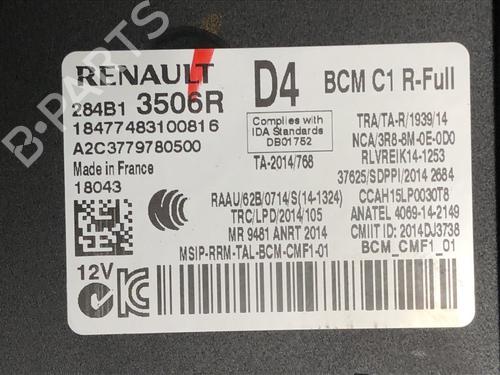 RENAULT
284B1 3506R
18477483100816
A2C3779780500
Made in France
18043
12V
D4
Complies with
IDA Standards
DB01752
TA-2014/768
RAAU/62B/0714/S(14-1324)
TRC/LPD/2014/105
MR 9481 ANRT 2014
MSIP-RRM-TAL-BCM-CMF1-01
BCM C1 R-Full
TRA/TA-R/1939/14
NCA/3R8-8M-0E-0D0
RLVREIK14-1253
37625/SDPPI/2014 2684
CCAH15LP0030T8
ANATEL 4069-14-2149
CMIIT ID: 2014DJ3738
BCM_CMF1_01
B-PARTS
B-PARTS
B-PARTS